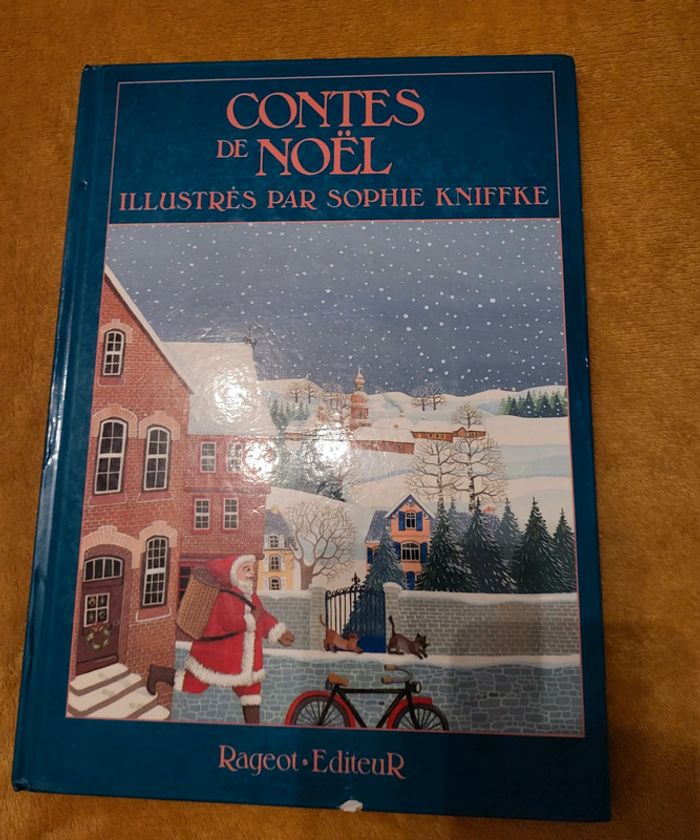 CONTES
DE NOËL
ILLUSTRÉS PAR SOPHIE KNIFFKE
Rageot • EditeuR